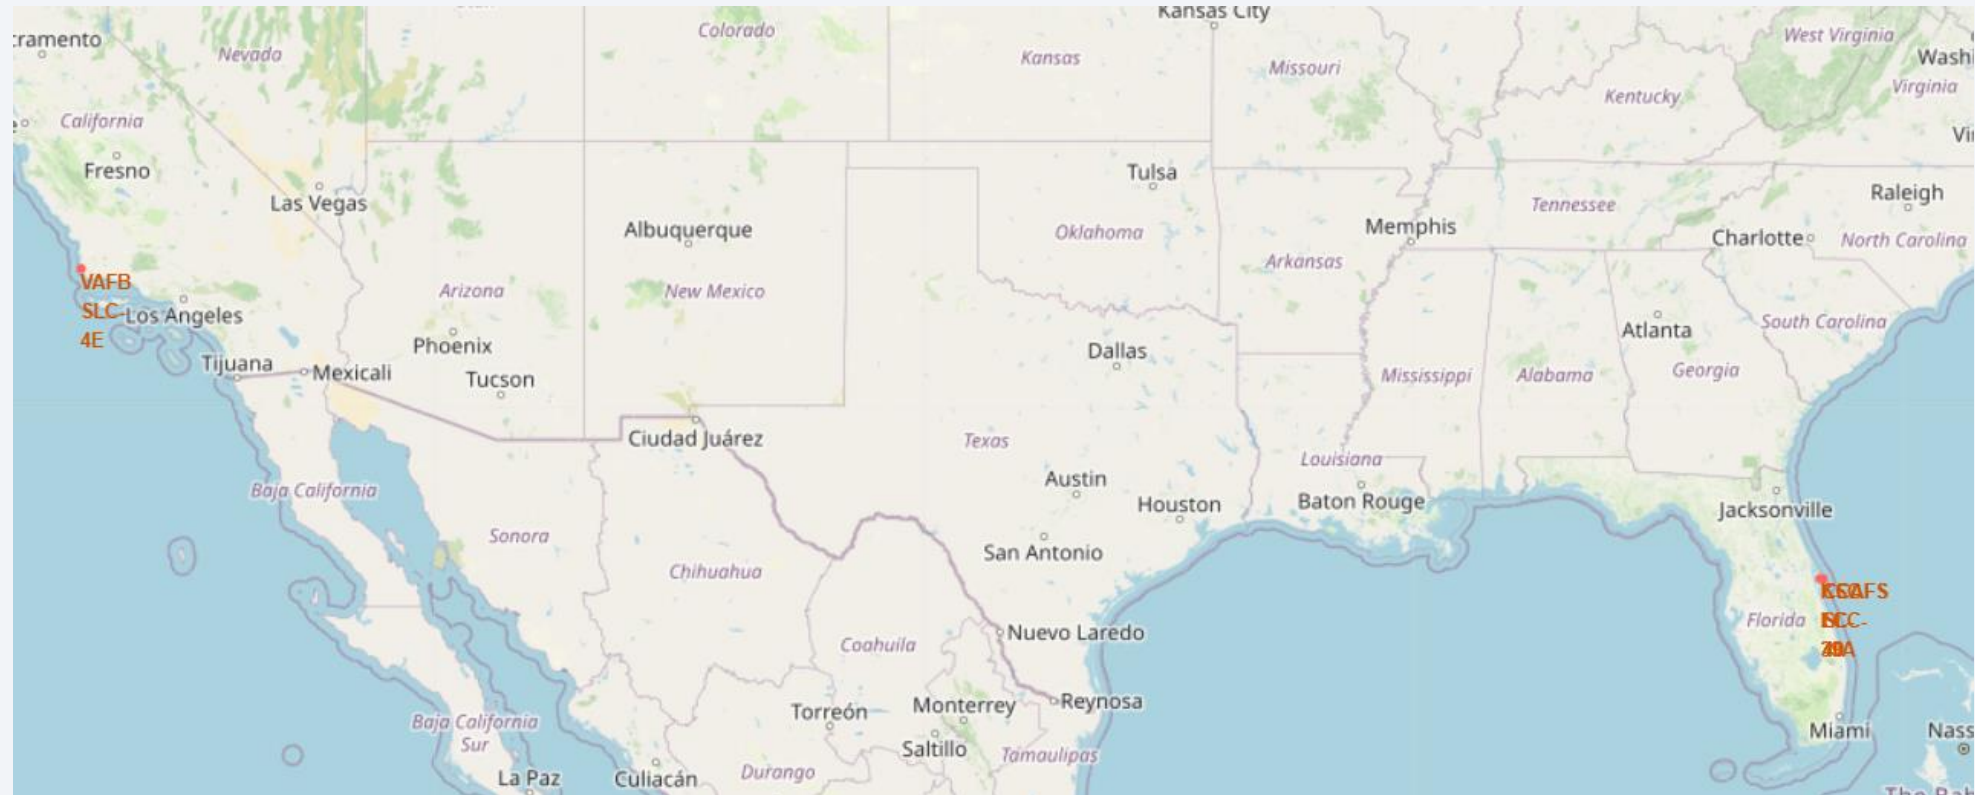 Kansas City
cramento
Nevada
Colorado
Kansas
Missouri
West Virginia
Wash
Virginia
Kentucky
California
Fresno
Las Vegas
Tulsa
Raleigh
Tennessee
Albuquerque
Oklahoma
Memphis
Charlotte
North Carolina
Arkansas
VAFB
SLC-
4E
Los Angeles
Arizona
New Mexico
South Carolina
Atlanta
Phoenix
Dallas
Tijuana
Mexicali
Tucson
Mississippi
Alabama
Georgia
Ciudad Juárez
Texas
Louisiana
Baja California
Austin
Houston
Baton Rouge
Jacksonville
Sonora
San Antonio
Chihuahua
Florida
Nuevo Laredo
Coahuila
Reynosa
Torreón
Monterrey
Baja California
Sur
Saltillo
Tamaulipas
Miami
Nass
La Paz
Culiacán
Durango